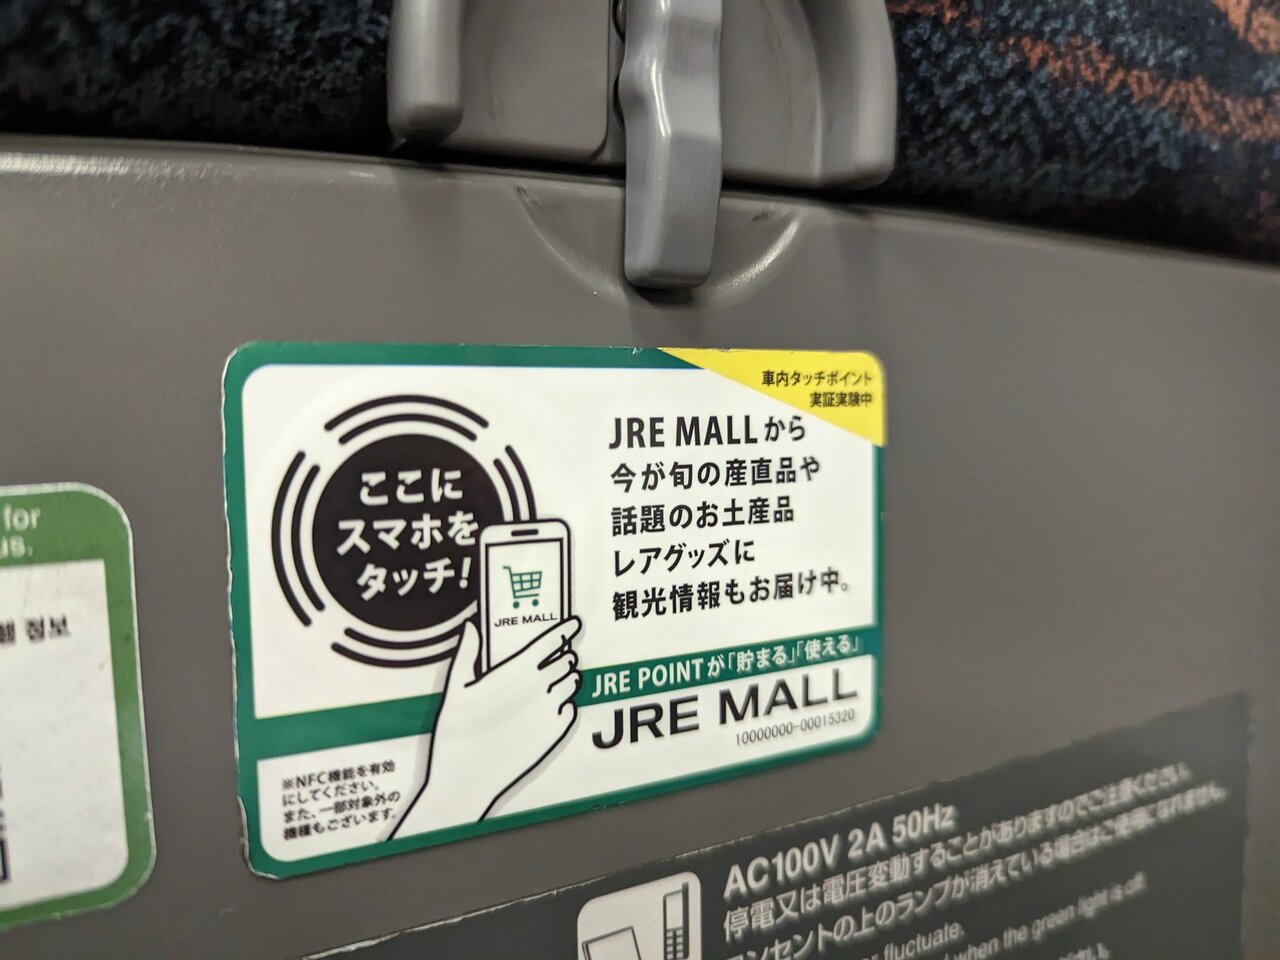 for
us.
정보
車内タッチポイント
実証実験中
ここに
スマホを
タッチ!
JRE MALL
JRE MALLから
今が旬の産直品や
話題のお土産品
レアグッズに
観光情報もお届け中。
JRE POINTが「貯まる」「使える」
JRE MALL
10000000-00015320
※NFC機能を有効
にしてください。
また、一部対象外の
機種もございます。
AC100V 2A 50Hz
停電又は電圧変動することがありますのでご注意ください。
コンセントの上のランプが消えている場合はご使用になれません。
fluctuate.
when the green light is off.